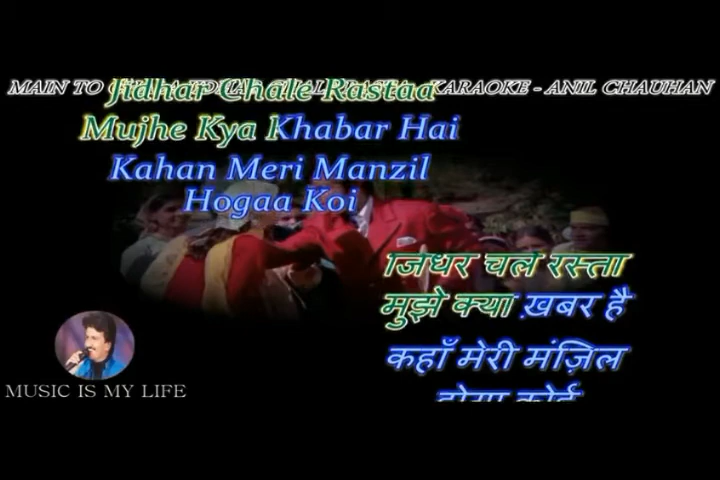 MAIN TO KARAOKE - ANIL CHAUHAN
Jidhar Chale Rastaa
Mujhe Kya Khabar Hai
Kahan Meri Manzil
Hogaa Koi
जिधर चले रस्ता
मुझे क्या ख़बर है
कहाँ मेरी मंज़िल
होगा कोई
MUSIC IS MY LIFE